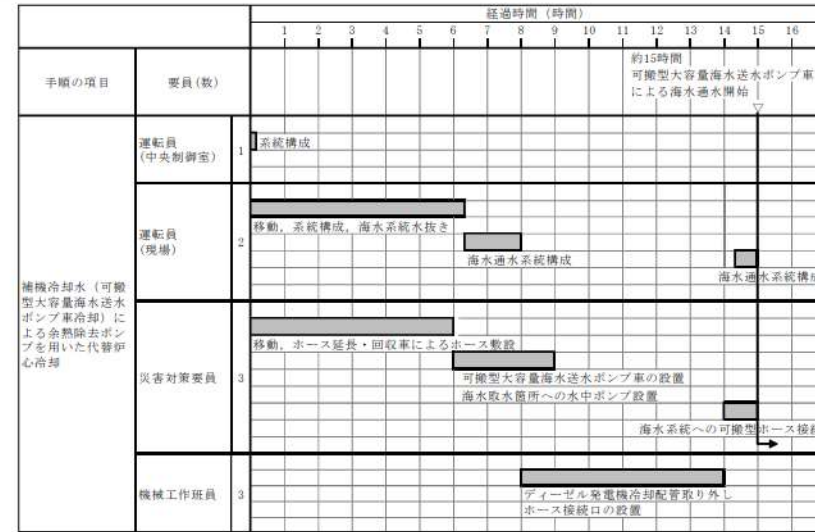 経過時間（時間）
1 2 3 4 5 6 7 8 9 10 11 12 13 14 15 16
手順の項目
要員(数)
約15時間
可搬型大容量海水送水ポンプ車
による海水通水開始
▽
補機冷却水（可搬
型大容量海水送水
ポンプ車冷却）に
よる余熱除去ポン
プを用いた代替炉
心冷却
運転員
(中央制御室)
1
系統構成
運転員
(現場)
2
移動，系統構成，海水系統水抜き
海水通水系統構成
海水通水系統構成
災害対策要員
3
移動，ホース延長・回収車によるホース敷設
可搬型大容量海水送水ポンプ車の設置
海水取水箇所への水中ポンプ設置
海水系統への可搬型ホース接続
機械工作班員
3
ディーゼル発電機冷却配管取り外し
ホース接続口の設置